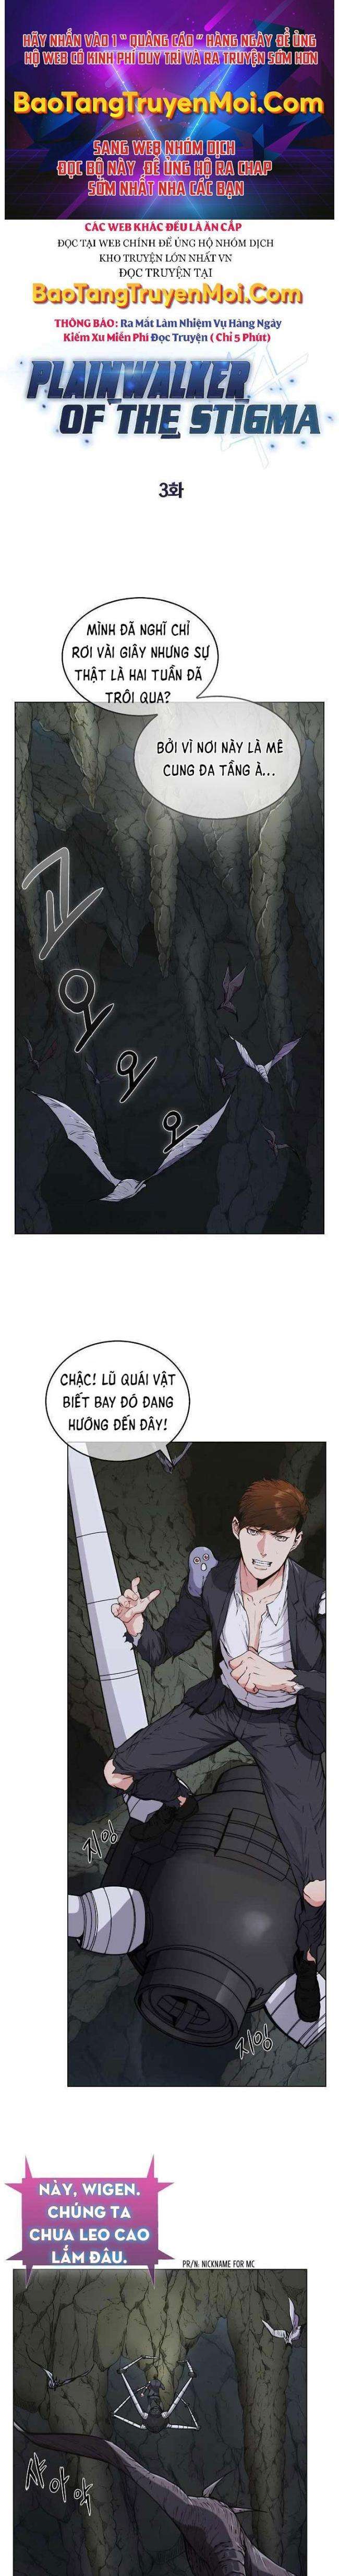 HÃY NHẤN VÀO 1 “ QUẢNG CÁO ” HÀNG NGÀY ĐỂ ỦNG
HỘ WEB CÓ KINH PHÍ DUY TRÌ VÀ RA TRUYỆN SỚM HƠN
BaoTangTruyenMoi.Com
SANG WEB NHÓM DỊCH
ĐỌC BỘ NÀY ĐỂ ỦNG HỘ RA CHAP
SỚM NHẤT NHA CÁC BẠN
CÁC WEB KHÁC ĐỀU LÀ ĂN CẮP
ĐỌC TẠI WEB CHÍNH ĐỂ ỦNG HỘ NHÓM DỊCH
KHO TRUYỆN LỚN NHẤT VN
ĐỌC TRUYỆN TẠI
BaoTangTruyenMoi.Com
THÔNG BÁO: Ra Mắt Làm Nhiệm Vụ Hàng Ngày
Kiếm Xu Miễn Phí Đọc Truyện ( Chỉ 5 Phút)
PLAINWALKER
OF THE STIGMA
3화
MÌNH ĐÃ NGHĨ CHỈ
RƠI VÀI GIÂY NHƯNG SỰ
THẬT LÀ HAI TUẦN ĐÃ
TRÔI QUA?
BỞI VÌ NƠI NÀY LÀ MÊ
CUNG ĐA TẦNG À...
고
오
오
오
CHẬC! LŨ QUÁI VẬT
BIẾT BAY ĐÓ ĐANG
HƯỚNG ĐẾN ĐÂY!
지잉
지잉
NÀY, WIGEN.
CHÚNG TA
CHƯA LEO CAO
LẮM ĐÂU.
PR/N: NICKNAME FOR MC
샤아아